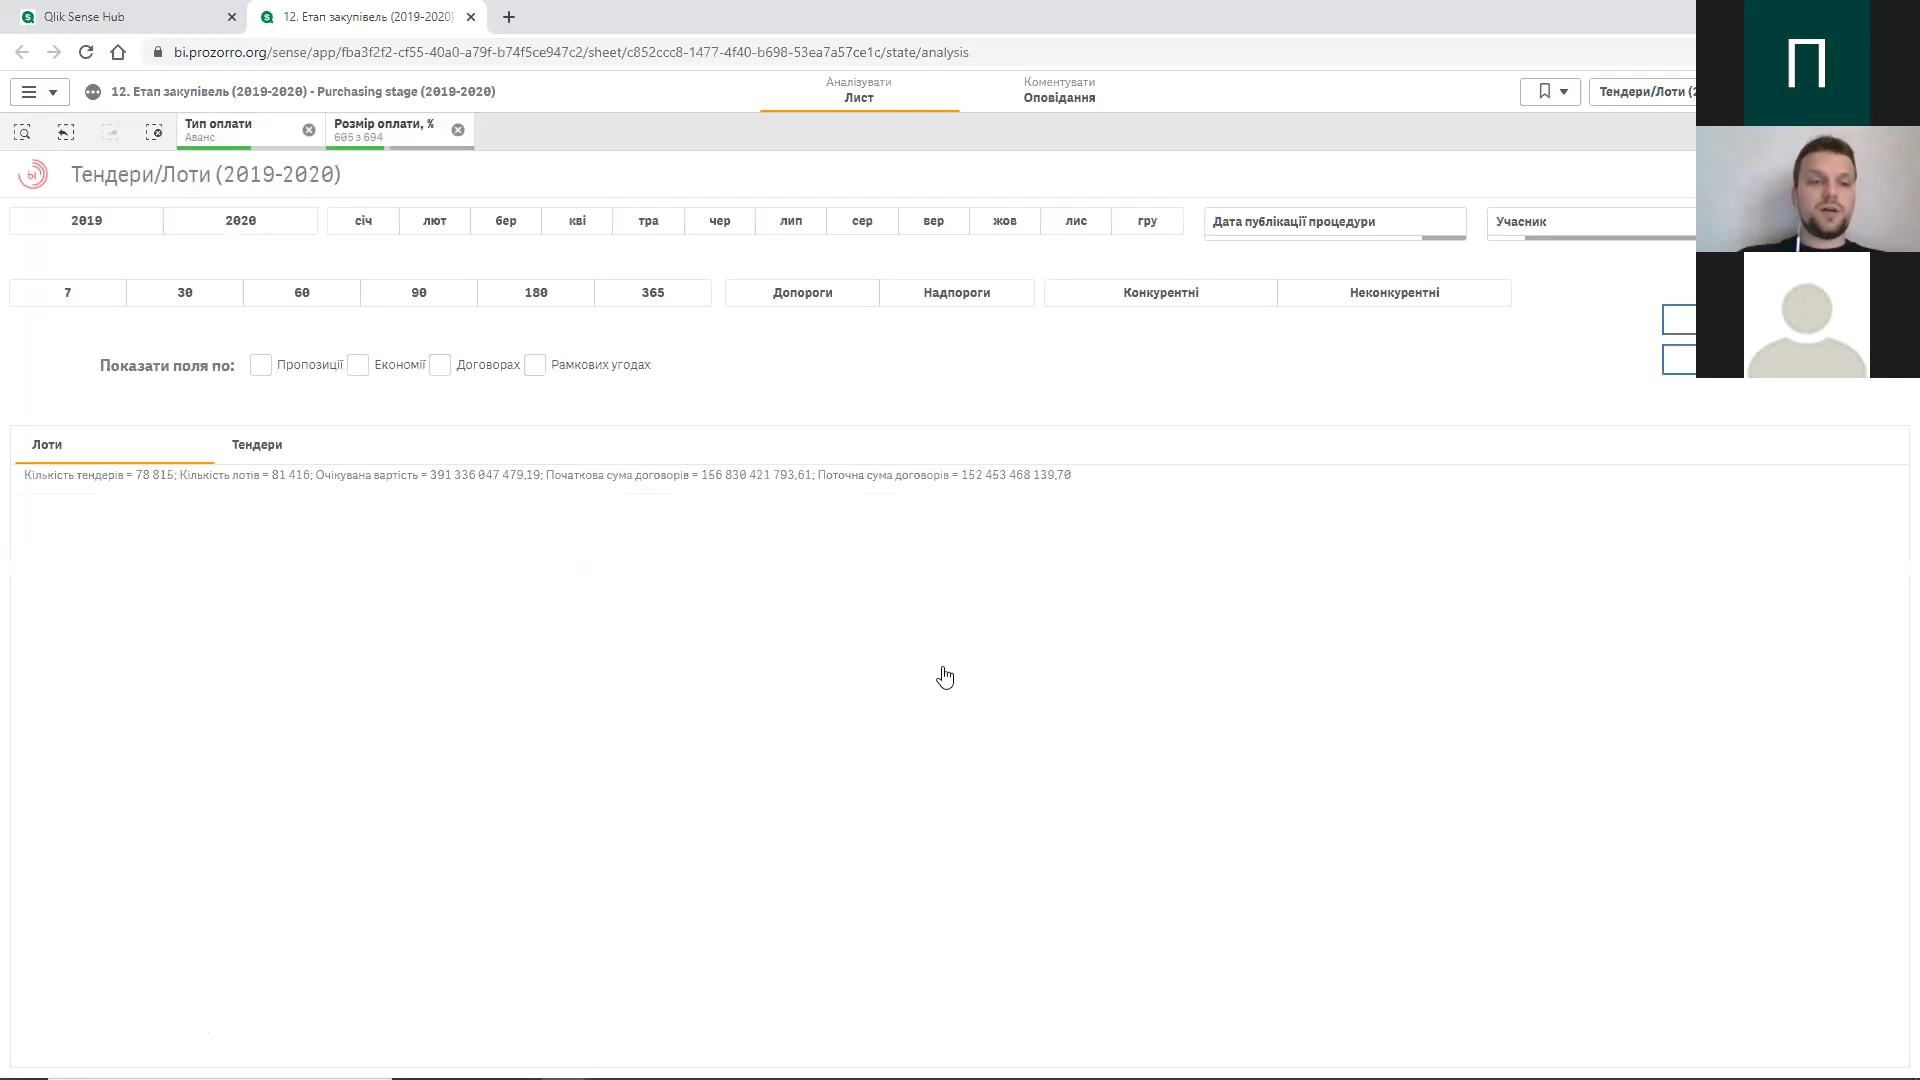 Qlik Sense Hub
12. Етап закупівель (2019-2020)
bi.prozorro.org/sense/app/fba3f2f2-cf55-40a0-a79f-b74f5ce947c2/sheet/c852ccc8-1477-4f40-b698-53ea7a57ce1c/state/analysis
12. Етап закупівель (2019-2020) - Purchasing stage (2019-2020)
Аналізувати
Лист
Коментувати
Оповідання
Тендери/Лоти (2
Тип оплати
Аванс
Розмір оплати, %
605 з 694
bi
Тендери/Лоти (2019-2020)
2019 2020 січ лют бер кві тра чер лип сер вер жов лис гру Дата публікації процедури Учасник
7 30 60 90 180 365 Допороги Надпороги Конкурентні Неконкурентні
Показати поля по: Пропозиції Економії Договорах Рамкових угодах
Лоти Тендери
Кількість тендерів = 78 815; Кількість лотів = 81 416; Очікувана вартість = 391 336 047 479,19; Початкова сума договорів = 156 830 421 793,61; Поточна сума договорів = 152 453 468 139,70
П